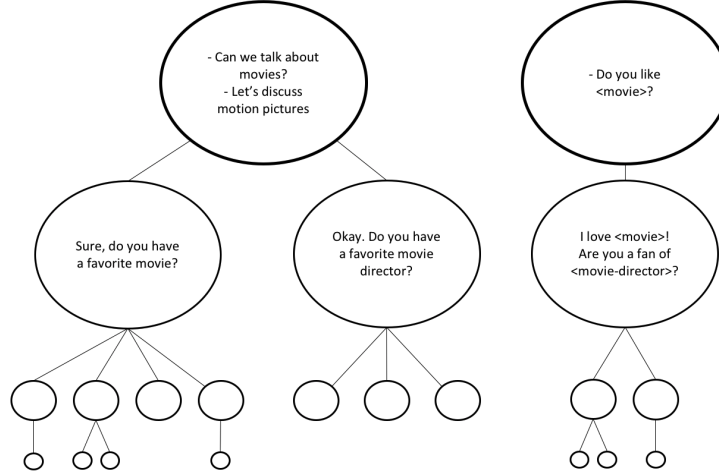 - Can we talk about
movies?
- Let's discuss
motion pictures
- Do you like
<movie>?
Sure, do you have
a favorite movie?
Okay. Do you have
a favorite movie
director?
I love <movie>!
Are you a fan of
<movie-director>?